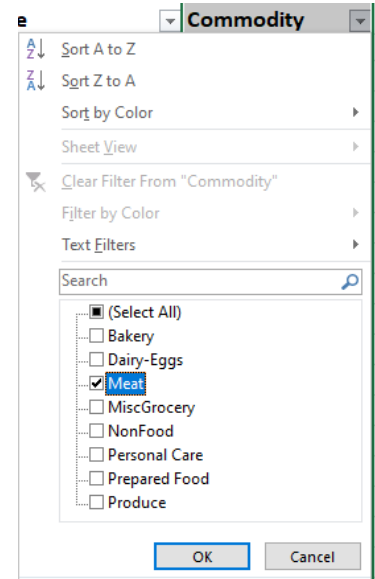 e Commodity
Sort A to Z
Sort Z to A
Sort by Color
Sheet View
Clear Filter From "Commodity"
Filter by Color
Text Filters
Search
(Select All)
Bakery
Dairy-Eggs
Meat
MiscGrocery
NonFood
Personal Care
Prepared Food
Produce
OK Cancel